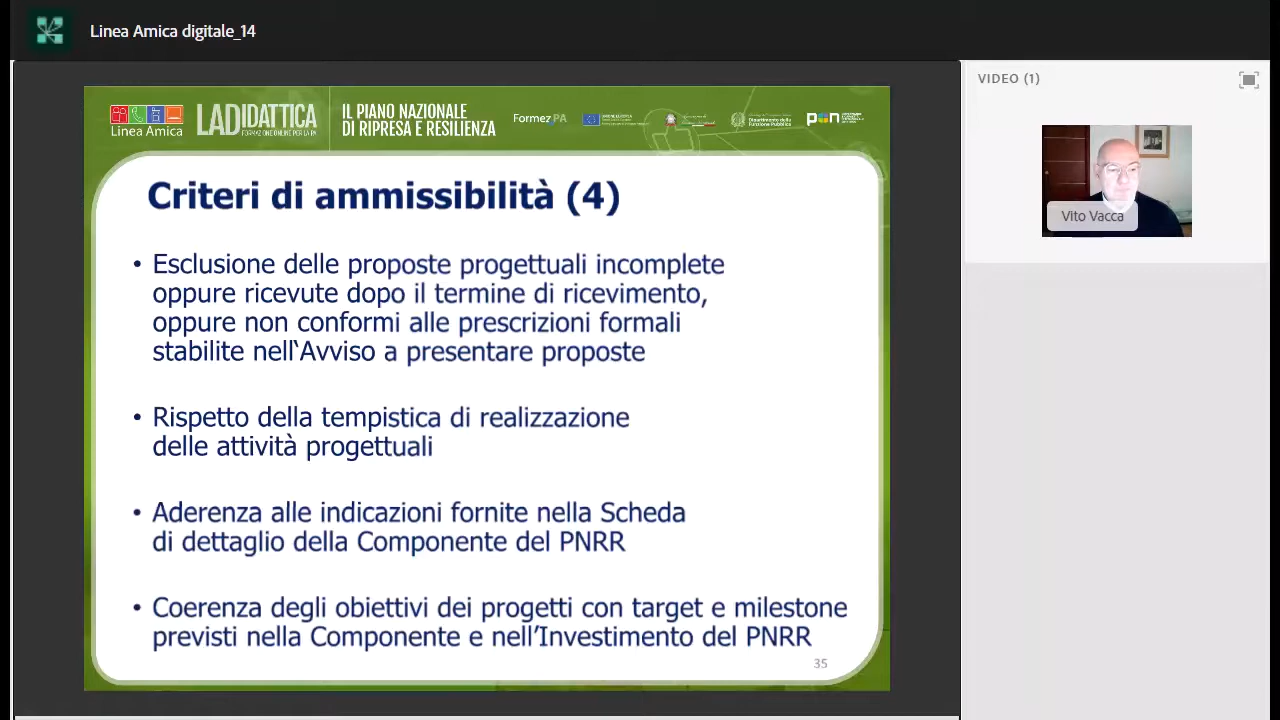 Linea Amica digitale_14
VIDEO (1)
Linea Amica
LADIDATTICA
FORMAZIONE ONLINE PER LA PA
IL PIANO NAZIONALE
DI RIPRESA E RESILIENZA
FormezPA
Dipartimento della
Funzione Pubblica
pon
Criteri di ammissibilità (4)
• Esclusione delle proposte progettuali incomplete
oppure ricevute dopo il termine di ricevimento,
oppure non conformi alle prescrizioni formali
stabilite nell‘Avviso a presentare proposte
• Rispetto della tempistica di realizzazione
delle attività progettuali
• Aderenza alle indicazioni fornite nella Scheda
di dettaglio della Componente del PNRR
• Coerenza degli obiettivi dei progetti con target e milestone
previsti nella Componente e nell’Investimento del PNRR
35
Vito Vacca